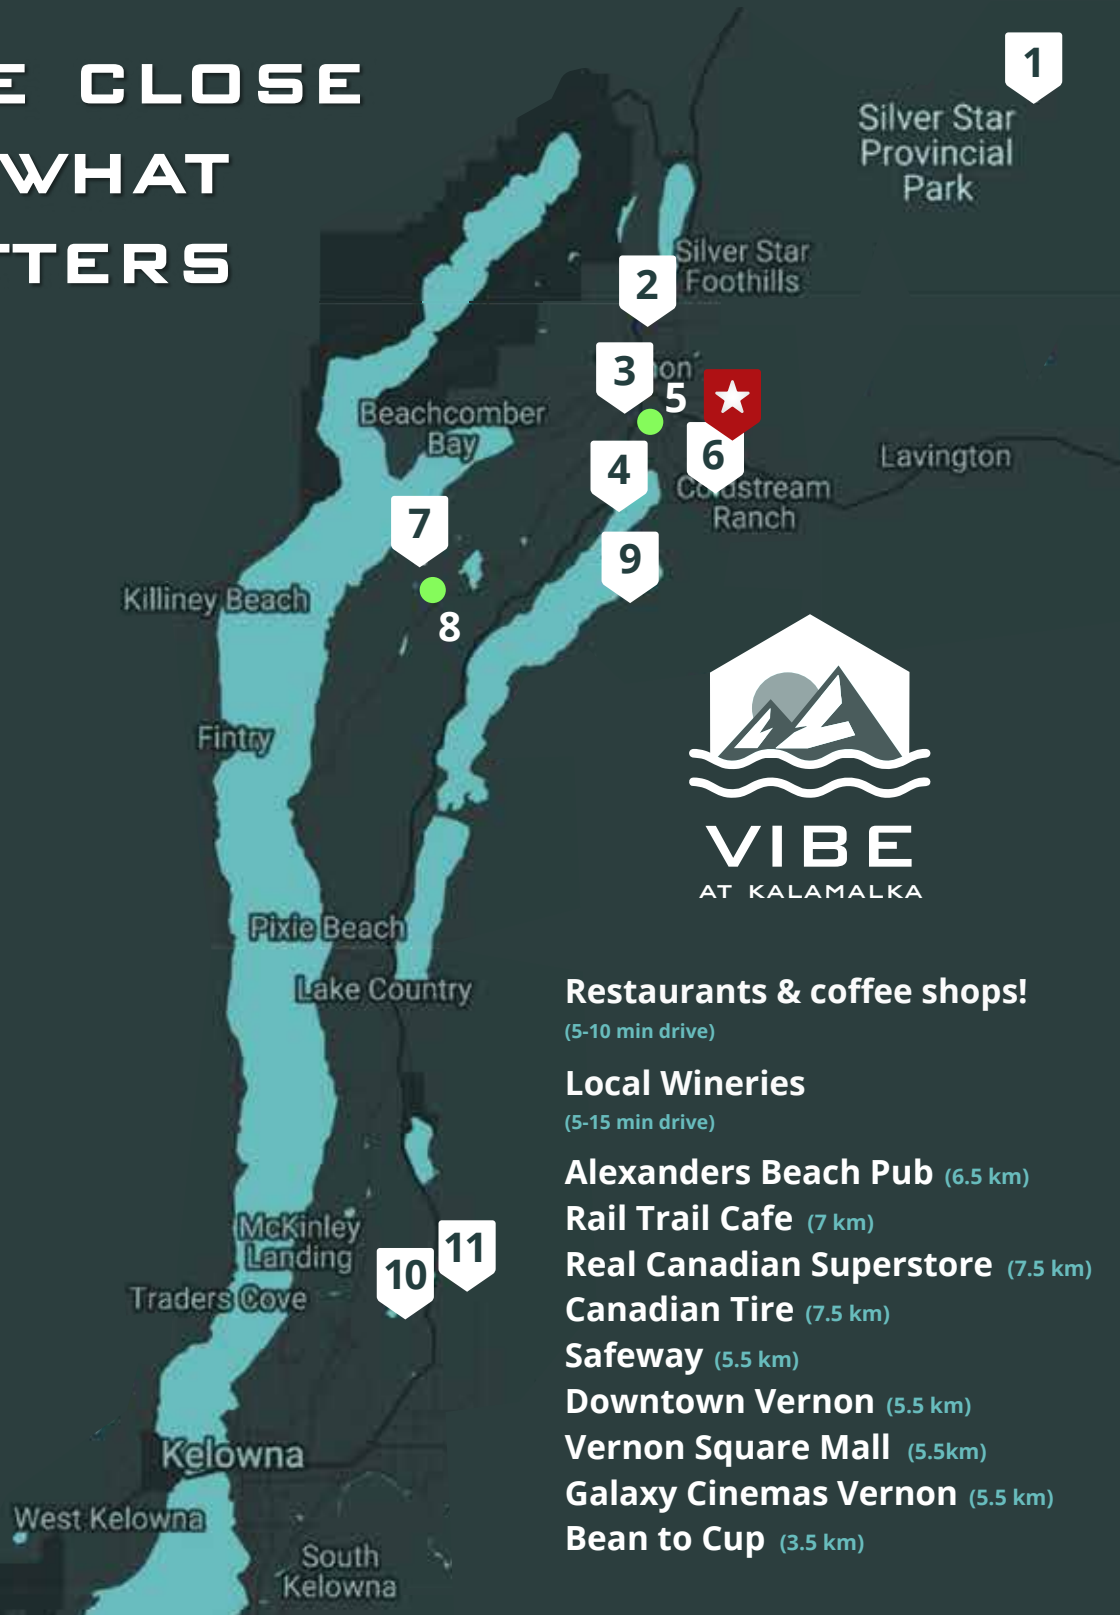 E CLOSE
WHAT
TTERS
1
Silver Star
Provincial
Park
Silver Star
Foothills
2
3
non
5
6
4
Beachcomber
Bay
Lavington
Coldstream
Ranch
7
9
Killiney Beach
8
Fintry
VIBE
AT KALAMALKA
Pixie Beach
Lake Country
Restaurants & coffee shops!
(5-10 min drive)
Local Wineries
(5-15 min drive)
Alexanders Beach Pub (6.5 km)
Rail Trail Cafe (7 km)
Real Canadian Superstore (7.5 km)
Canadian Tire (7.5 km)
Safeway (5.5 km)
Downtown Vernon (5.5 km)
Vernon Square Mall (5.5km)
Galaxy Cinemas Vernon (5.5 km)
Bean to Cup (3.5 km)
McKinley
Landing
11
10
Traders Cove
Kelowna
West Kelowna
South
Kelowna